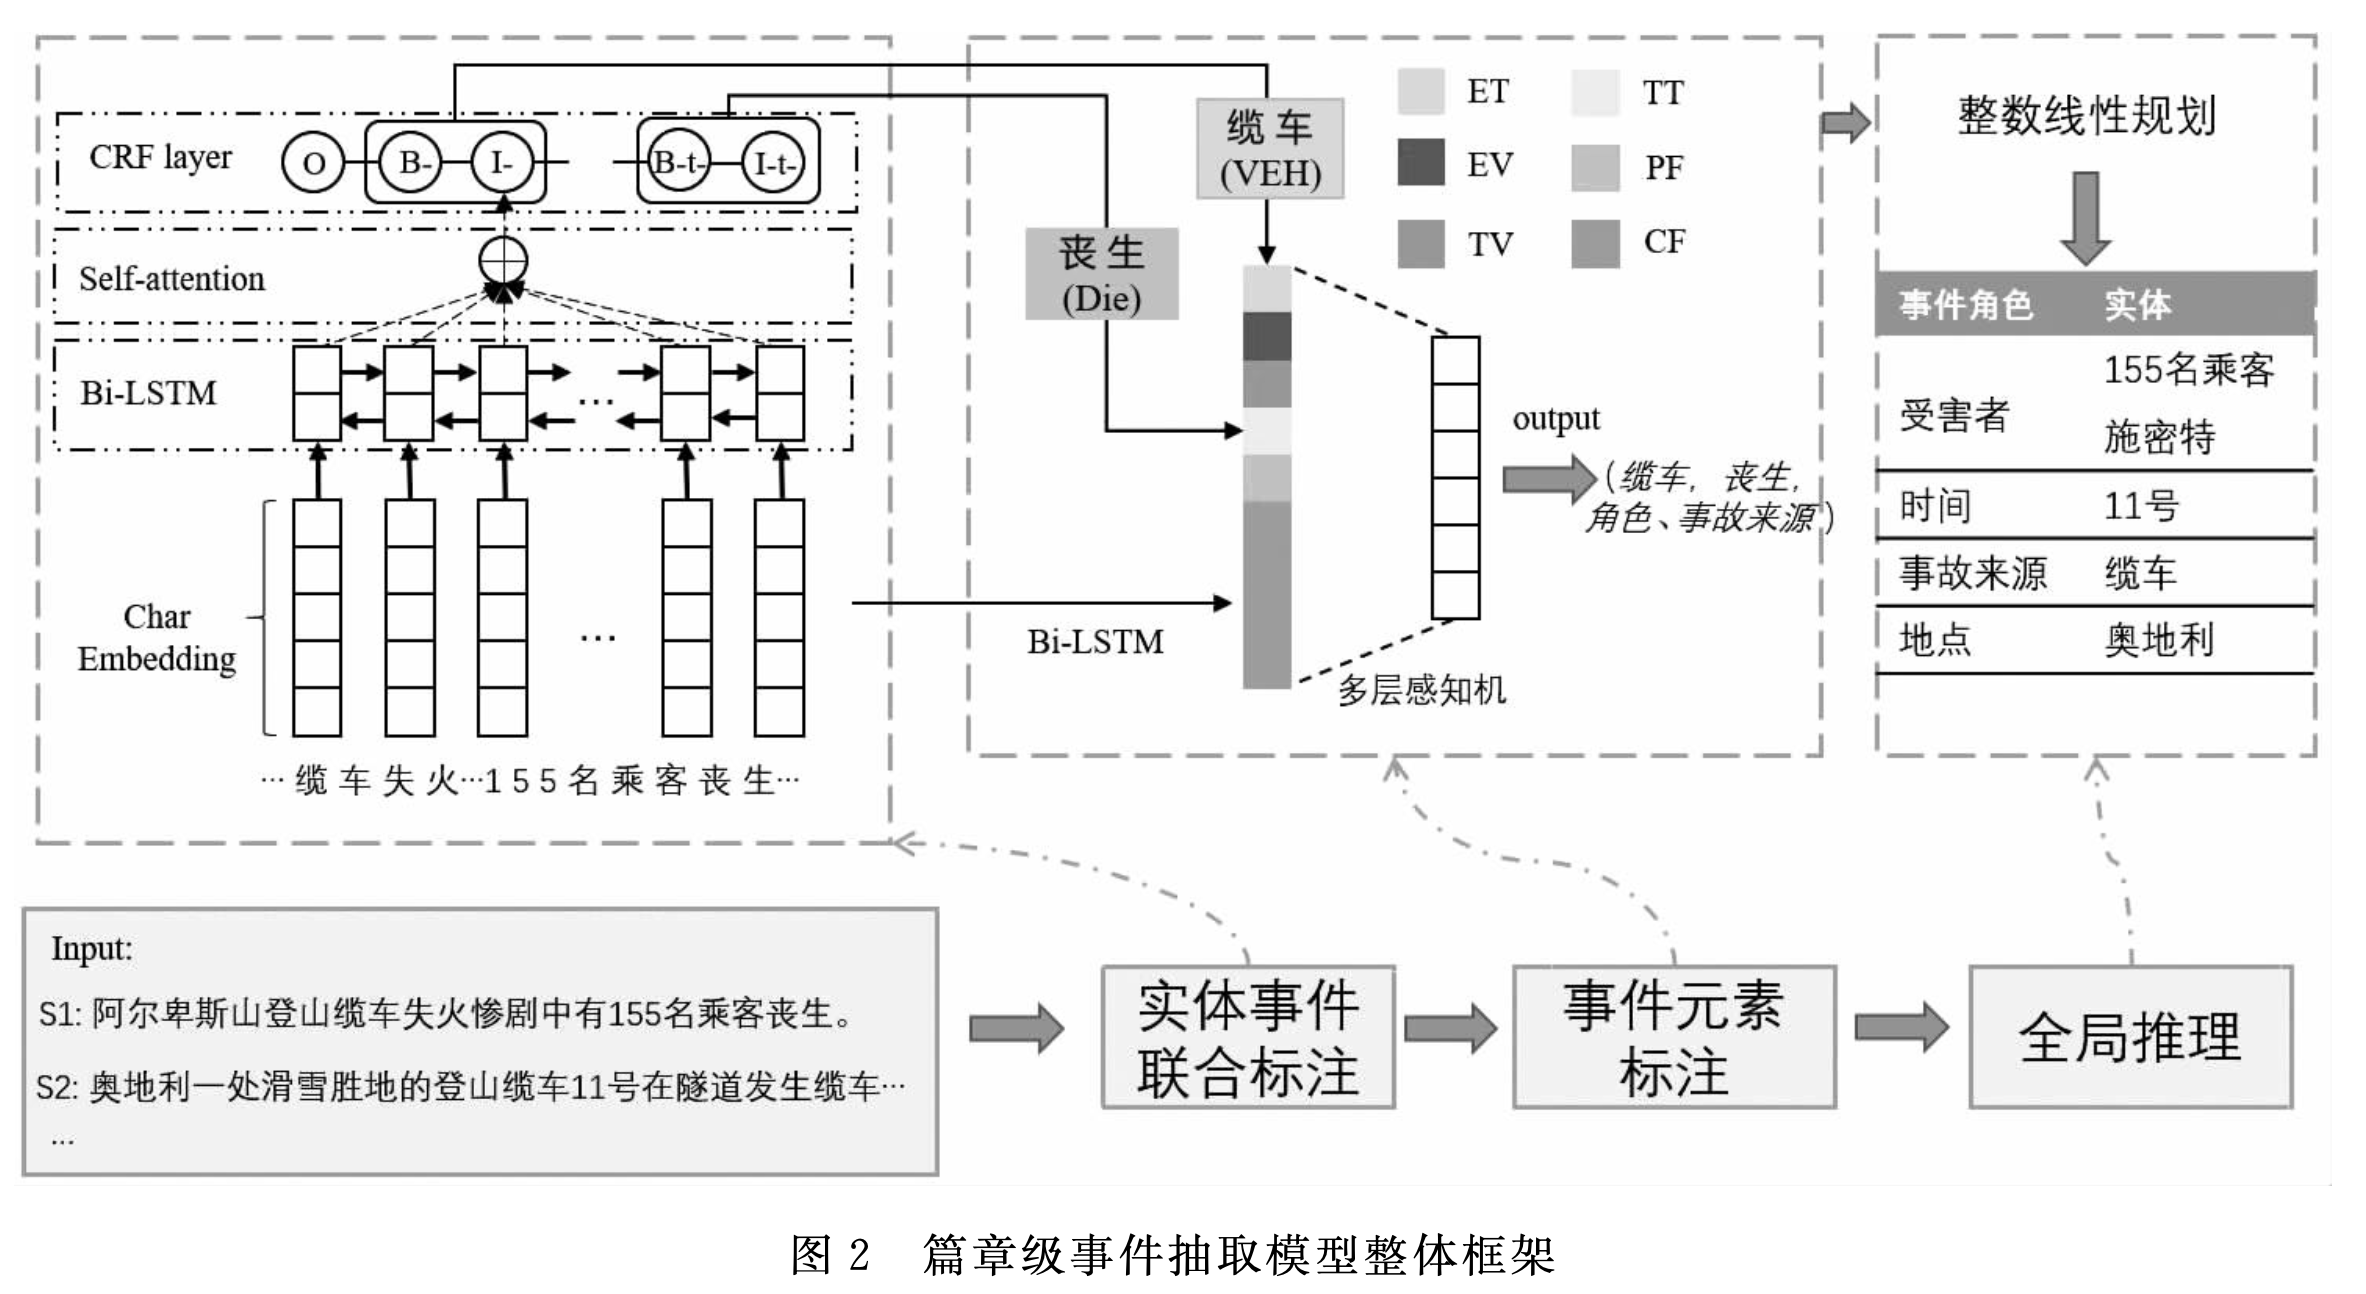 CRF layer
O B- I- B-t- I-t-
Self-attention
Bi-LSTM
...
Char
Embedding
...
…缆车失火…155名乘客丧生…
缆车
(VEH)
丧生
(Die)
ET TT
EV PF
TV CF
output
(缆车, 丧生,
角色、事故来源)
Bi-LSTM
多层感知机
整数线性规划
事件角色 实体
受害者 155名乘客
施密特
时间 11号
事故来源 缆车
地点 奥地利
Input:
S1: 阿尔卑斯山登山缆车失火惨剧中有155名乘客丧生。
S2: 奥地利一处滑雪胜地的登山缆车11号在隧道发生缆车…
...
实体事件
联合标注
事件元素
标注
全局推理
图 2 篇章级事件抽取模型整体框架